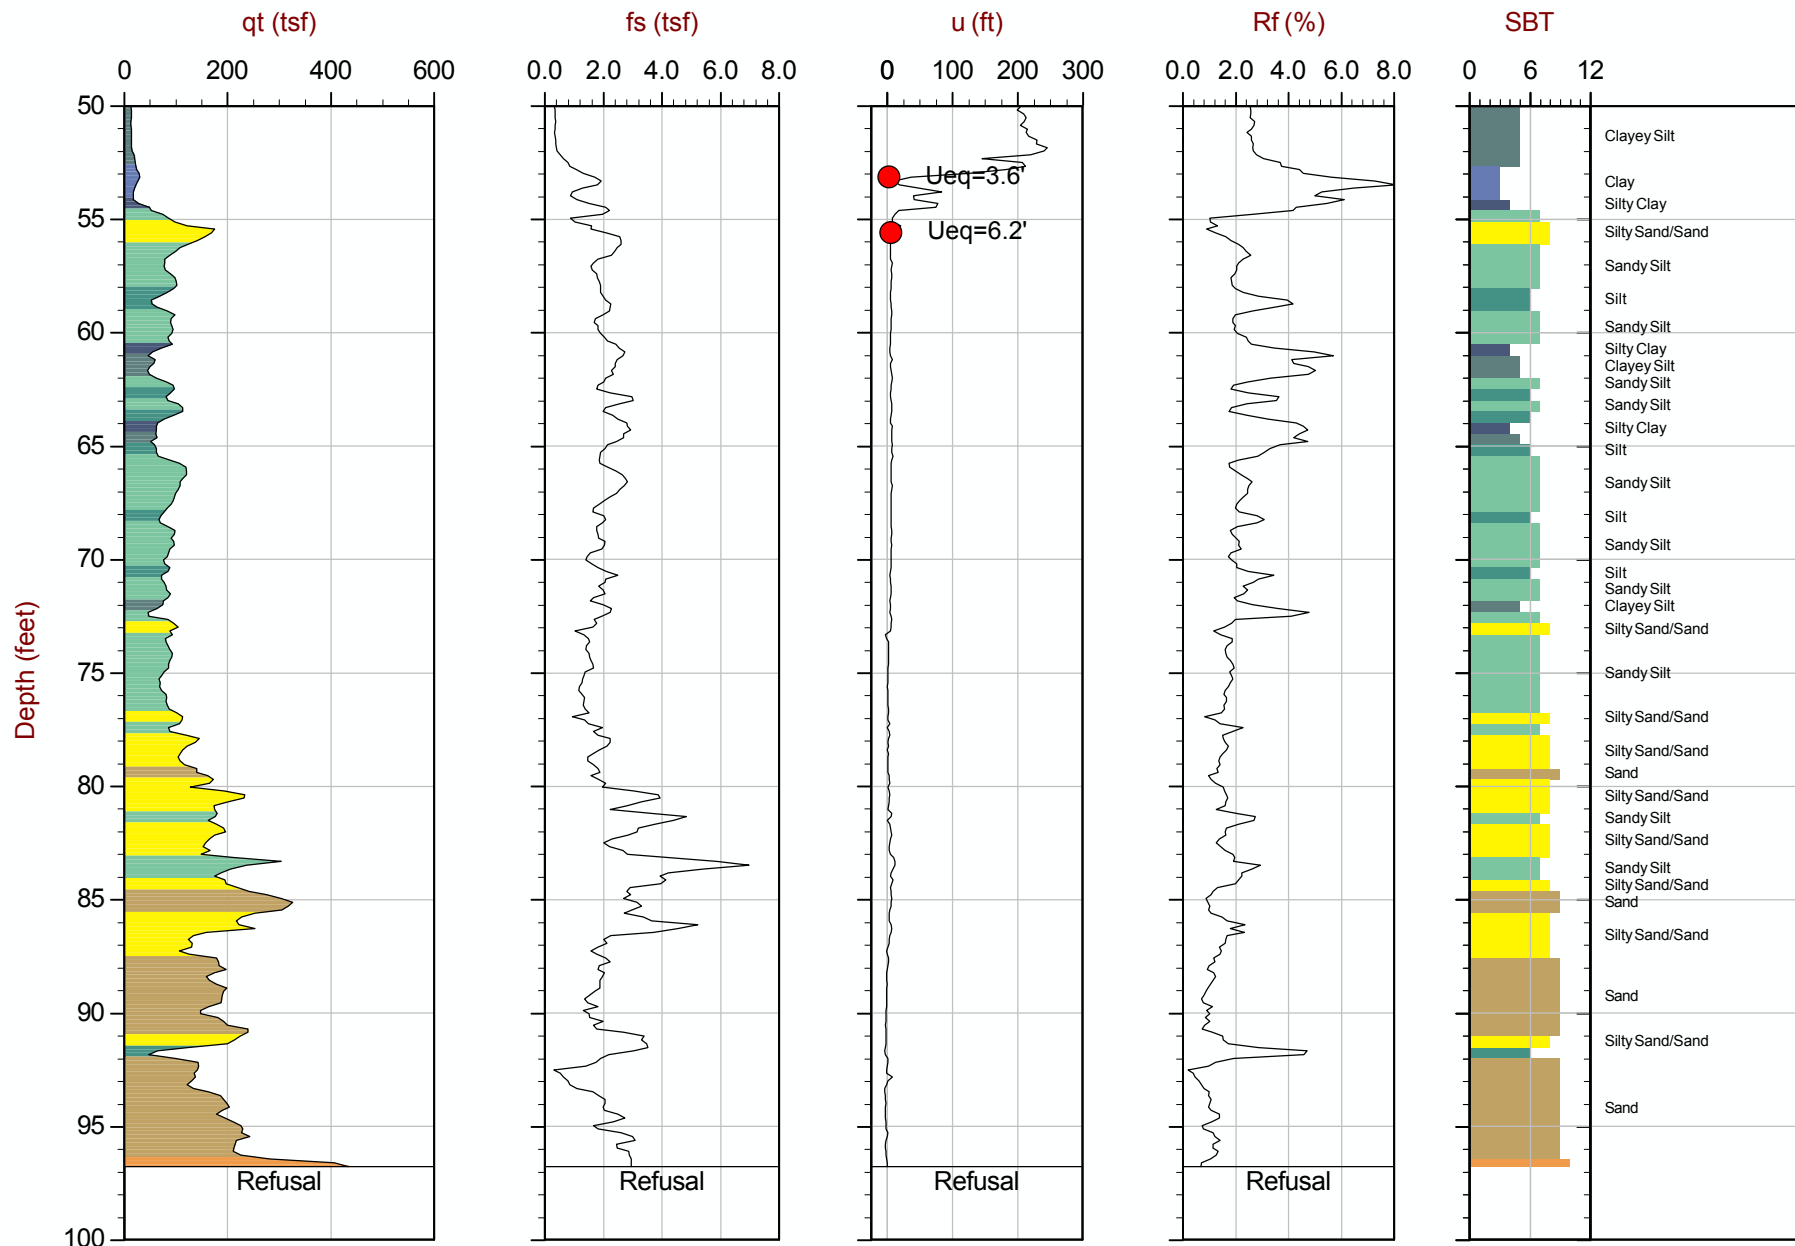 qt (tsf) fs (tsf) u (ft) Rf (%) SBT
0 200 400 600 0.0 2.0 4.0 6.0 8.0 0 100 200 300 0.0 2.0 4.0 6.0 8.0 0 6 12
50
Clayey Silt
Ueq=3.6'
Clay
Silty Clay
55
Ueq=6.2'
Silty Sand/Sand
Sandy Silt
Silt
60
Sandy Silt
Silty Clay
Clayey Silt
Sandy Silt
Sandy Silt
Silty Clay
65
Silt
Sandy Silt
Silt
Sandy Silt
70
Silt
Sandy Silt
Clayey Silt
Silty Sand/Sand
Depth (feet)
75
Sandy Silt
Silty Sand/Sand
Silty Sand/Sand
Sand
80
Silty Sand/Sand
Sandy Silt
Silty Sand/Sand
Sandy Silt
Silty Sand/Sand
85
Sand
Silty Sand/Sand
Sand
90
Silty Sand/Sand
Sand
95
Refusal Refusal Refusal Refusal
100